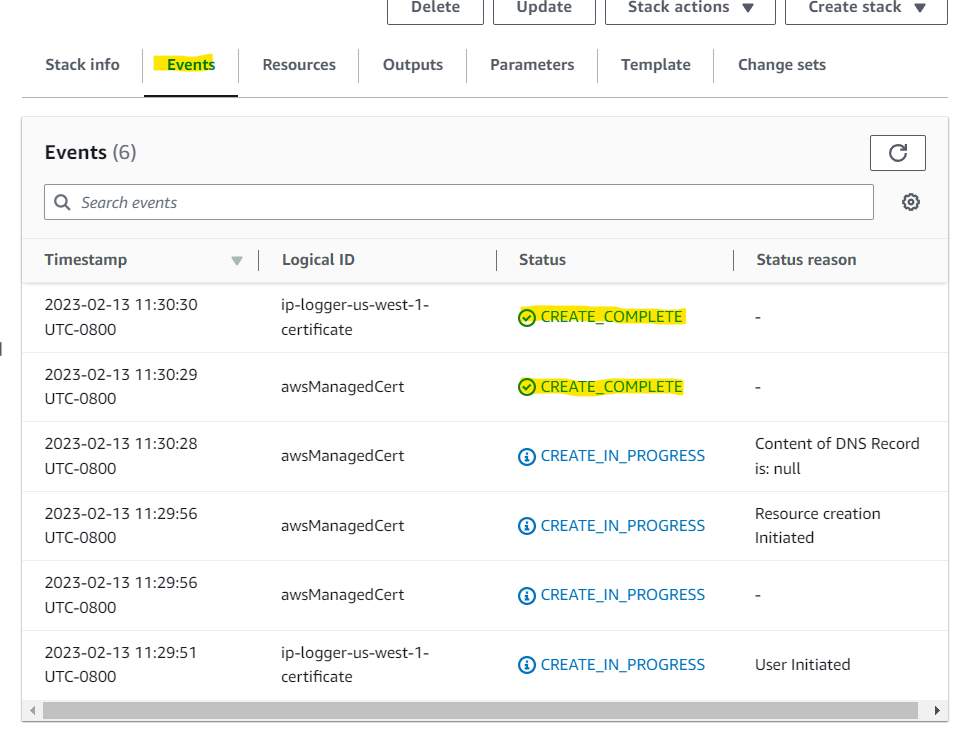 Delete Update Stack actions Create stack
Stack info Events Resources Outputs Parameters Template Change sets
Events (6)
Search events
Timestamp Logical ID Status Status reason
2023-02-13 11:30:30 UTC-0800 ip-logger-us-west-1-certificate CREATE_COMPLETE -
2023-02-13 11:30:29 UTC-0800 awsManagedCert CREATE_COMPLETE -
2023-02-13 11:30:28 UTC-0800 awsManagedCert CREATE_IN_PROGRESS Content of DNS Record is: null
2023-02-13 11:29:56 UTC-0800 awsManagedCert CREATE_IN_PROGRESS Resource creation Initiated
2023-02-13 11:29:56 UTC-0800 awsManagedCert CREATE_IN_PROGRESS -
2023-02-13 11:29:51 UTC-0800 ip-logger-us-west-1-certificate CREATE_IN_PROGRESS User Initiated